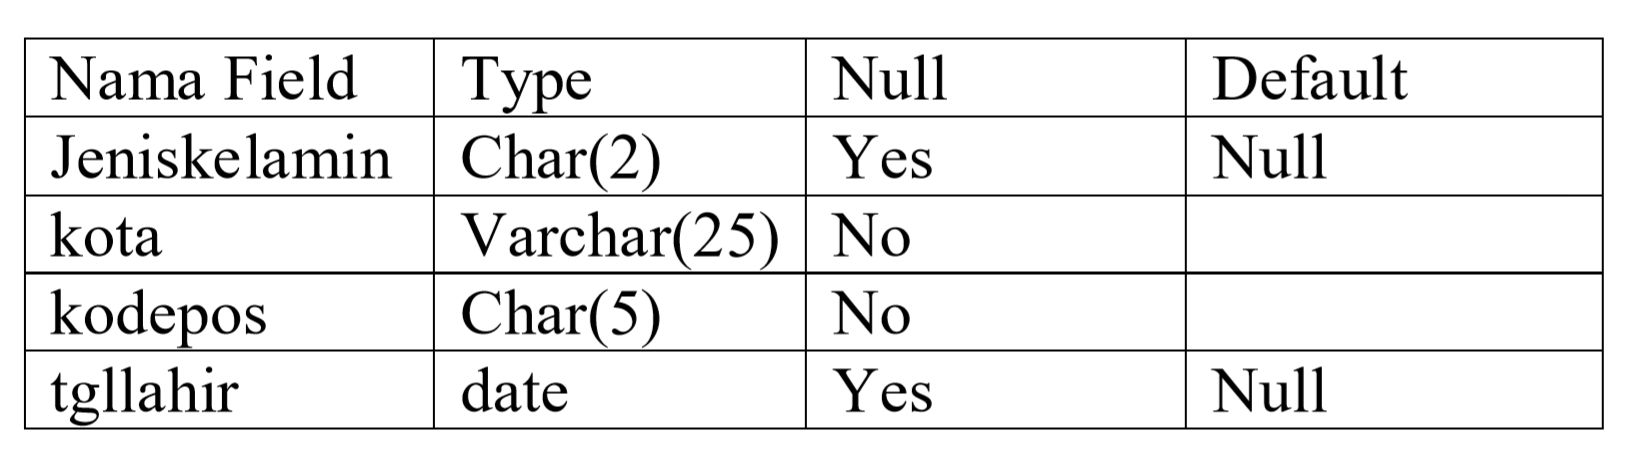 Nama Field Type Null Default
Jeniskelamin Char(2) Yes Null
kota Varchar(25) No
kodepos Char(5) No
tgllahir date Yes Null